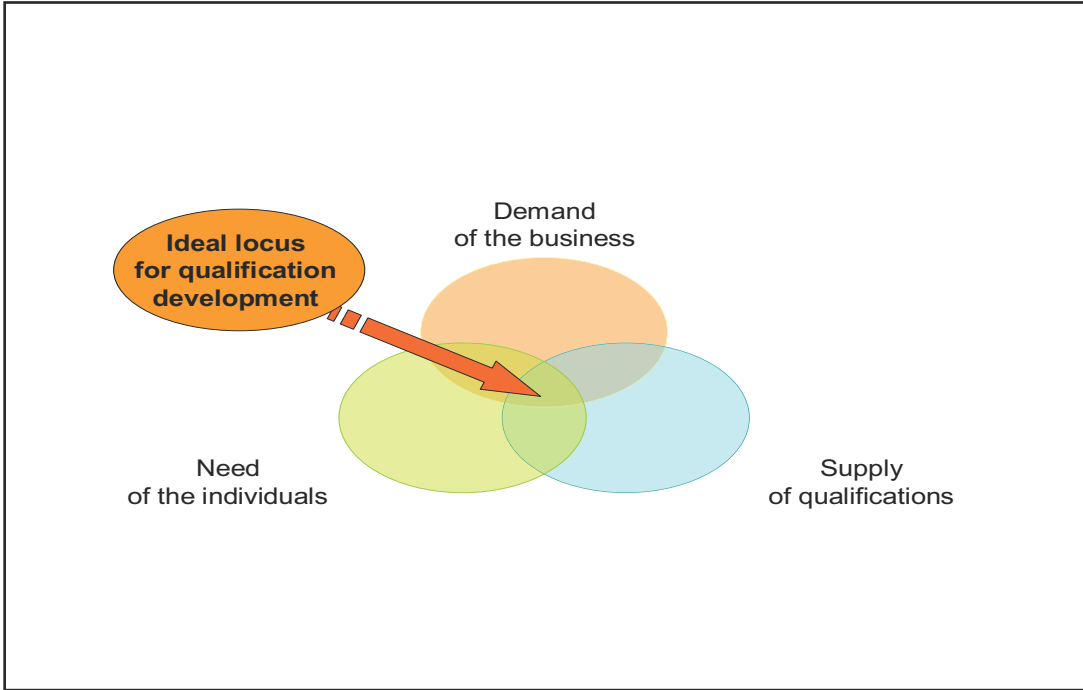 Ideal locus
for qualification
development
Demand
of the business
Need
of the individuals
Supply
of qualifications